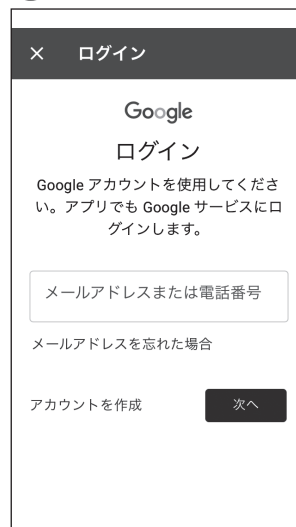 × ログイン
Google
ログイン
Google アカウントを使用してくださ
い。アプリでも Google サービスにロ
グインします。
メールアドレスまたは電話番号
メールアドレスを忘れた場合
アカウントを作成 次へ